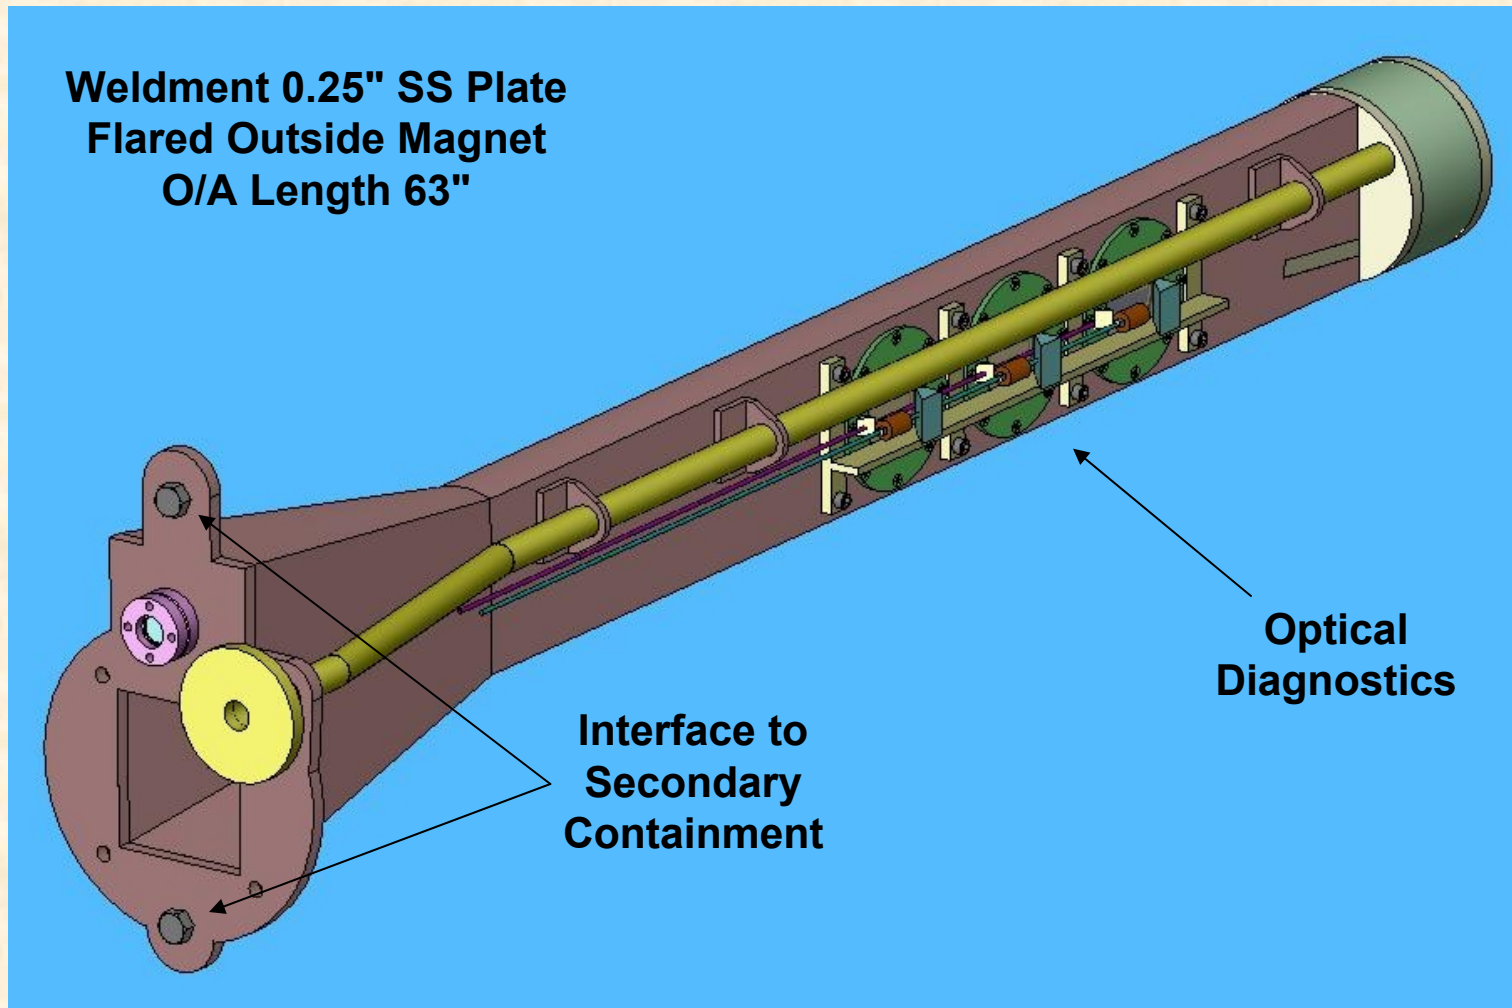 Weldment 0.25" SS Plate
Flared Outside Magnet
O/A Length 63"
Optical
Diagnostics
Interface to
Secondary
Containment